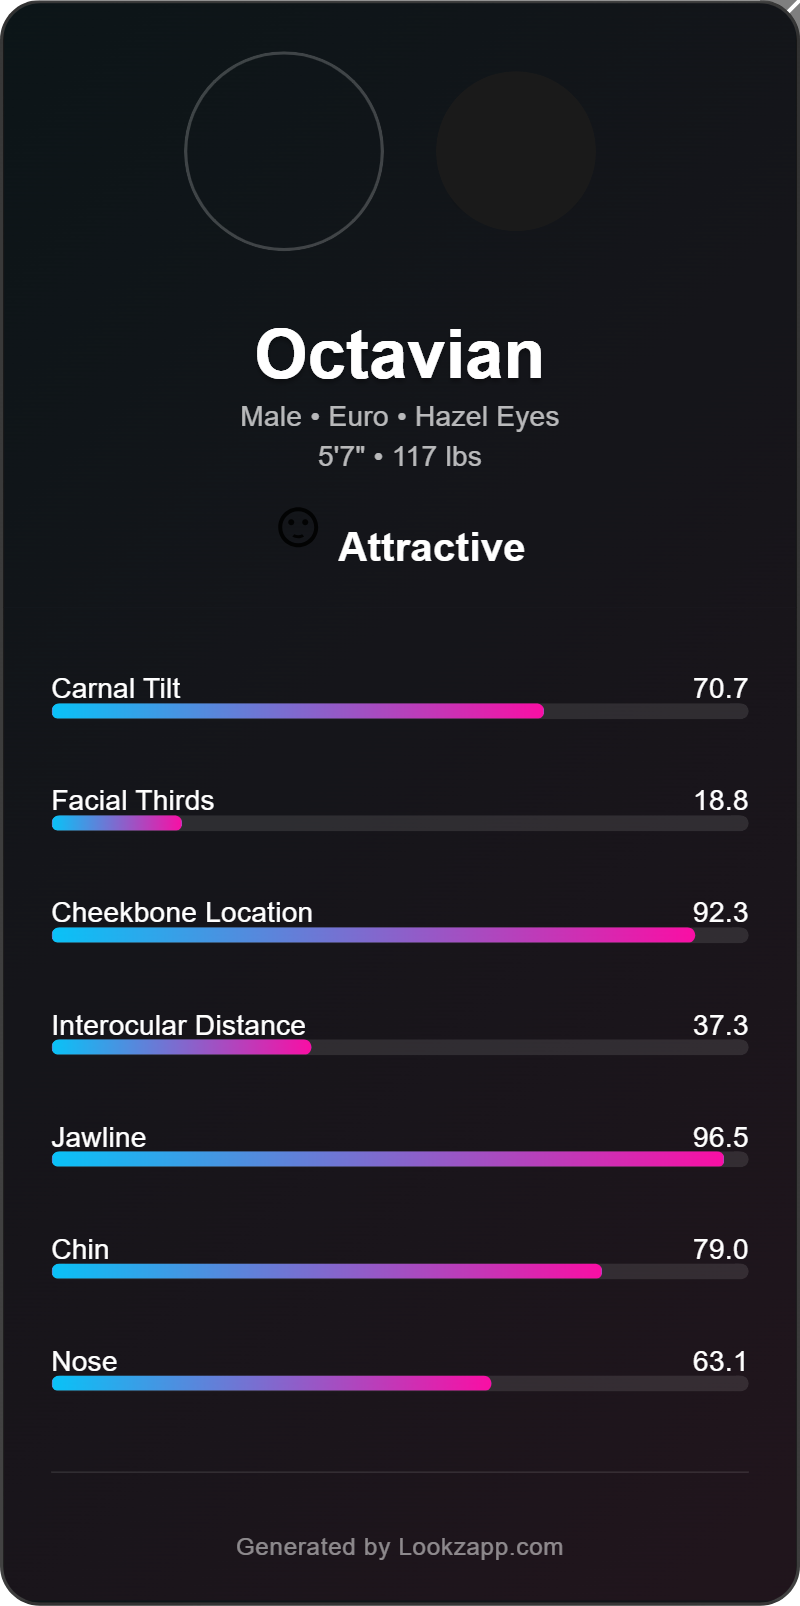 Octavian
Male • Euro • Hazel Eyes
5'7" • 117 lbs
Attractive
Carnal Tilt 70.7
Facial Thirds 18.8
Cheekbone Location 92.3
Interocular Distance 37.3
Jawline 96.5
Chin 79.0
Nose 63.1
Generated by Lookzapp.com